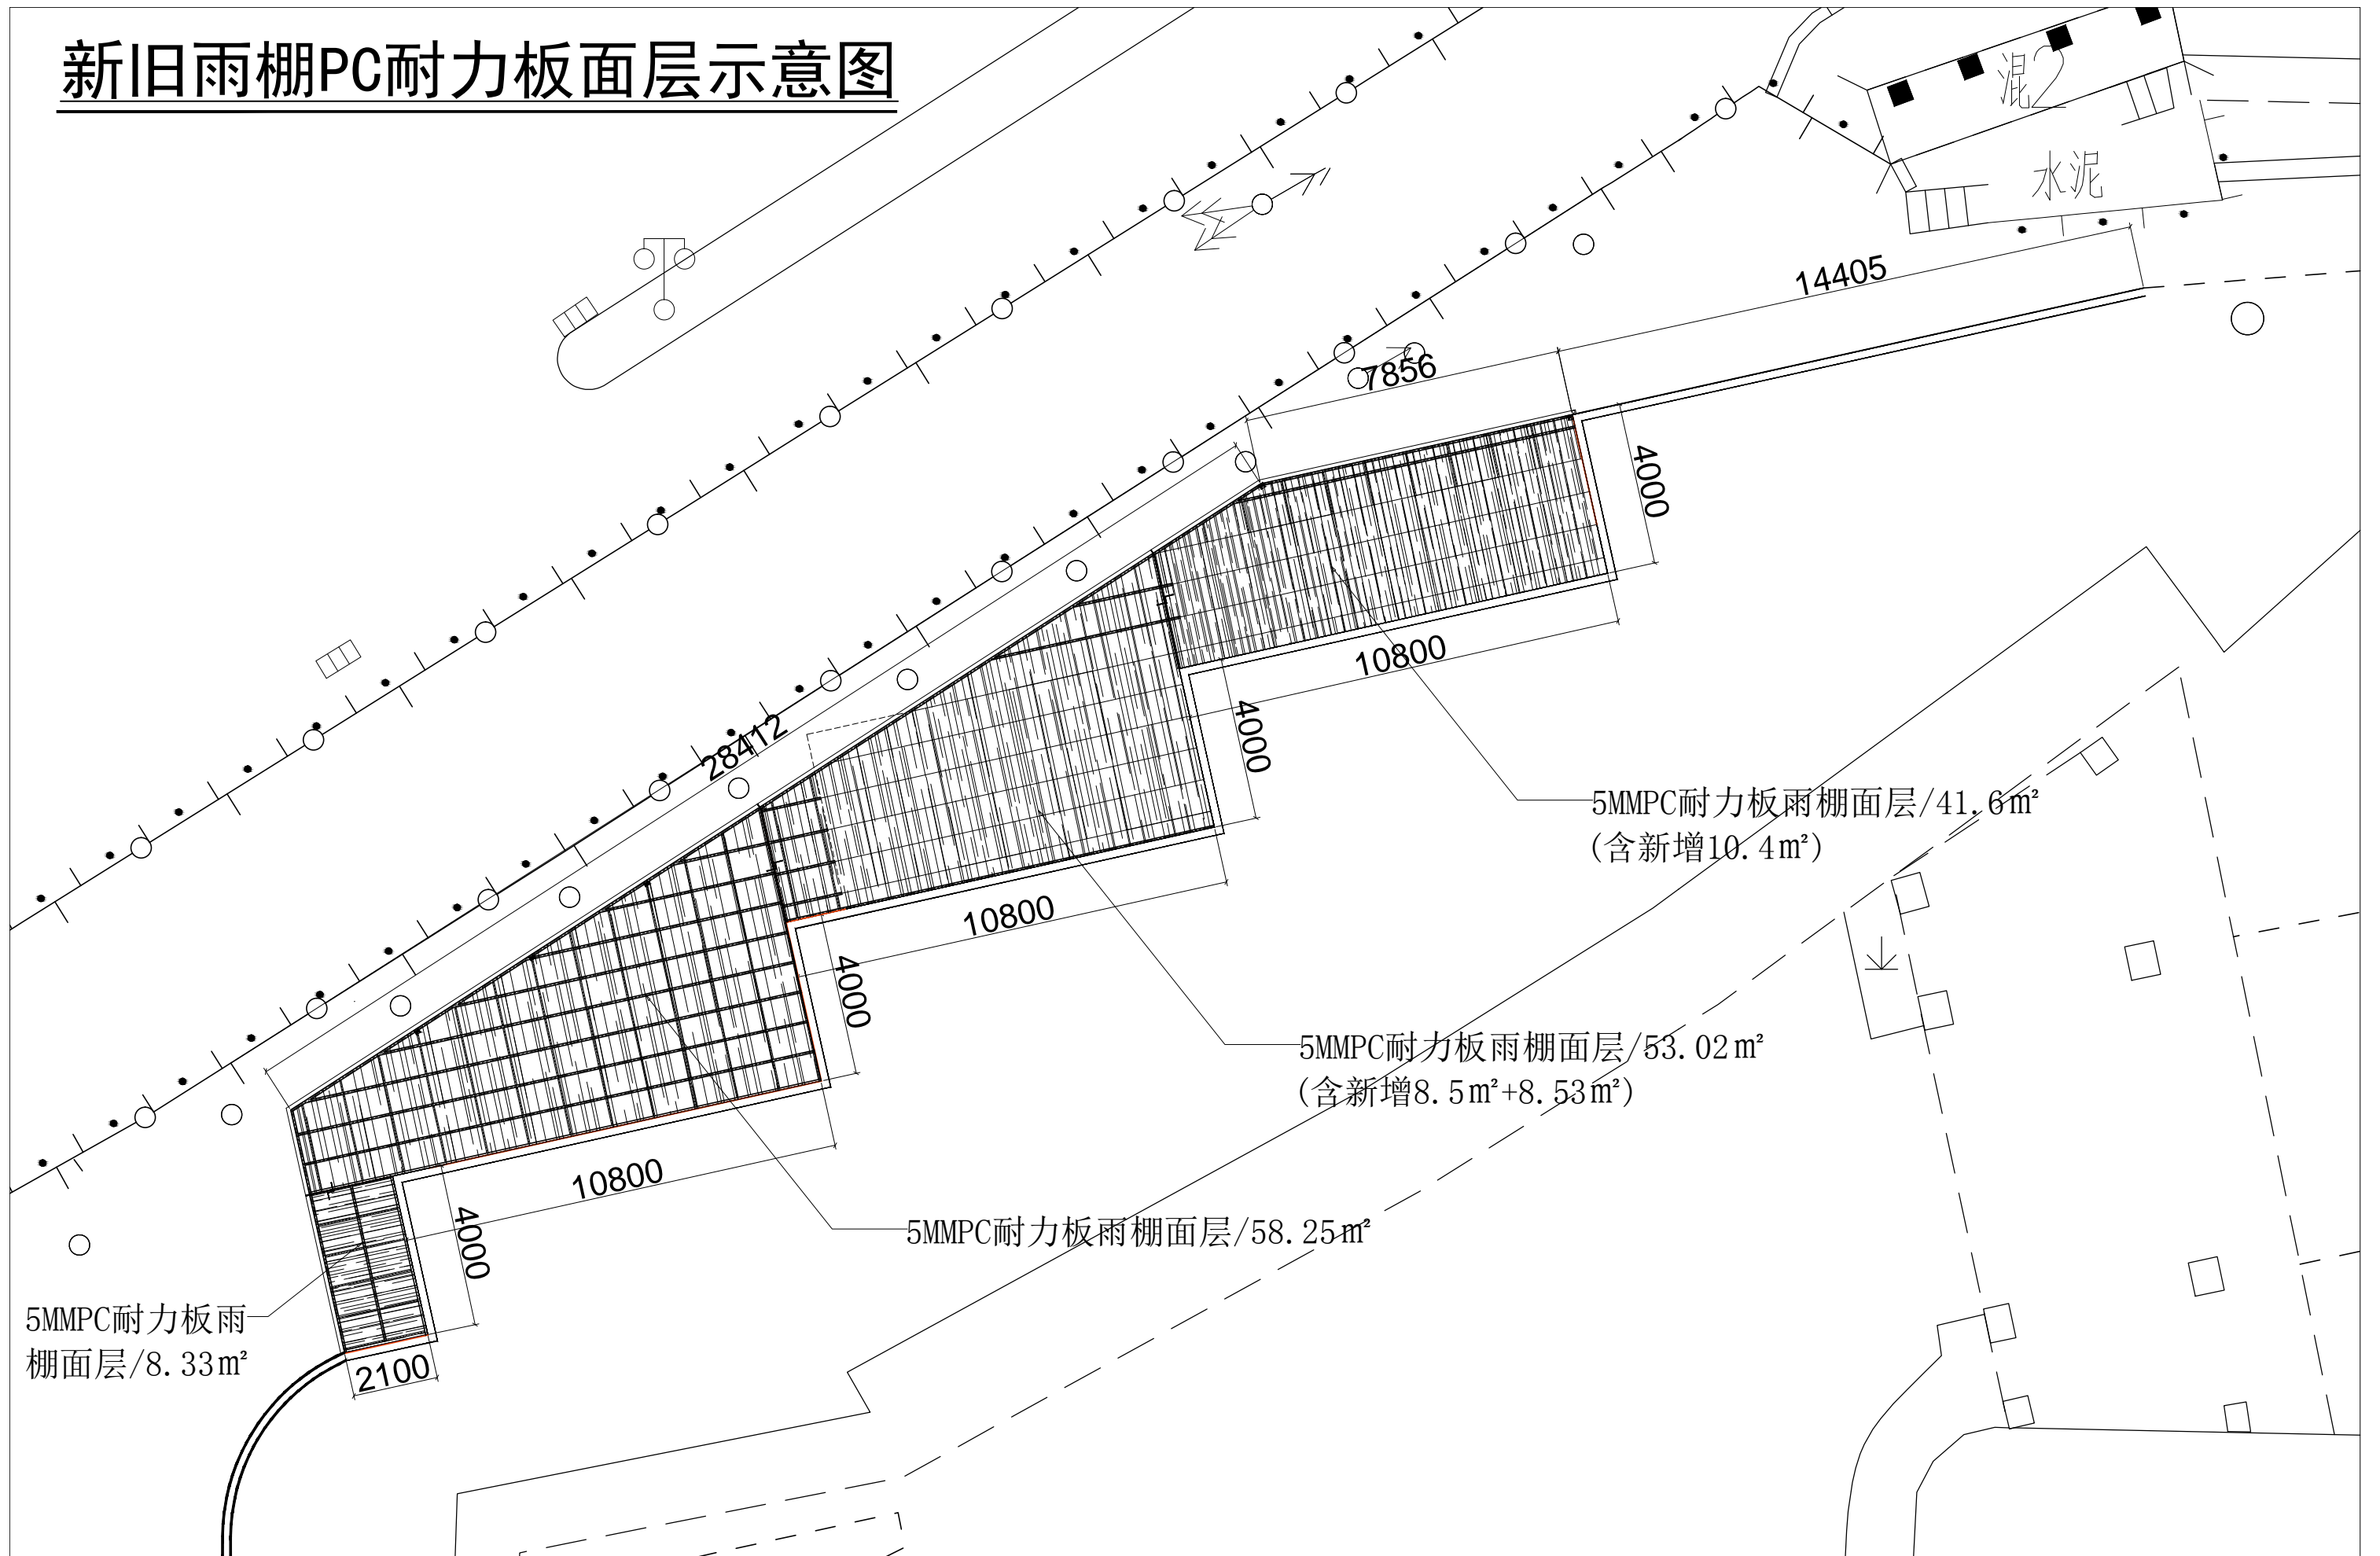 新旧雨棚PC耐力板面层示意图
混2
水泥
14405
7856
4000
10800
28412
4000
5MMPC耐力板雨棚面层/41.6㎡
(含新增10.4㎡)
10800
4000
5MMPC耐力板雨棚面层/53.02㎡
(含新增8.5㎡+8.53㎡)
10800
4000
5MMPC耐力板雨棚面层/58.25㎡
5MMPC耐力板雨
棚面层/8.33㎡
2100